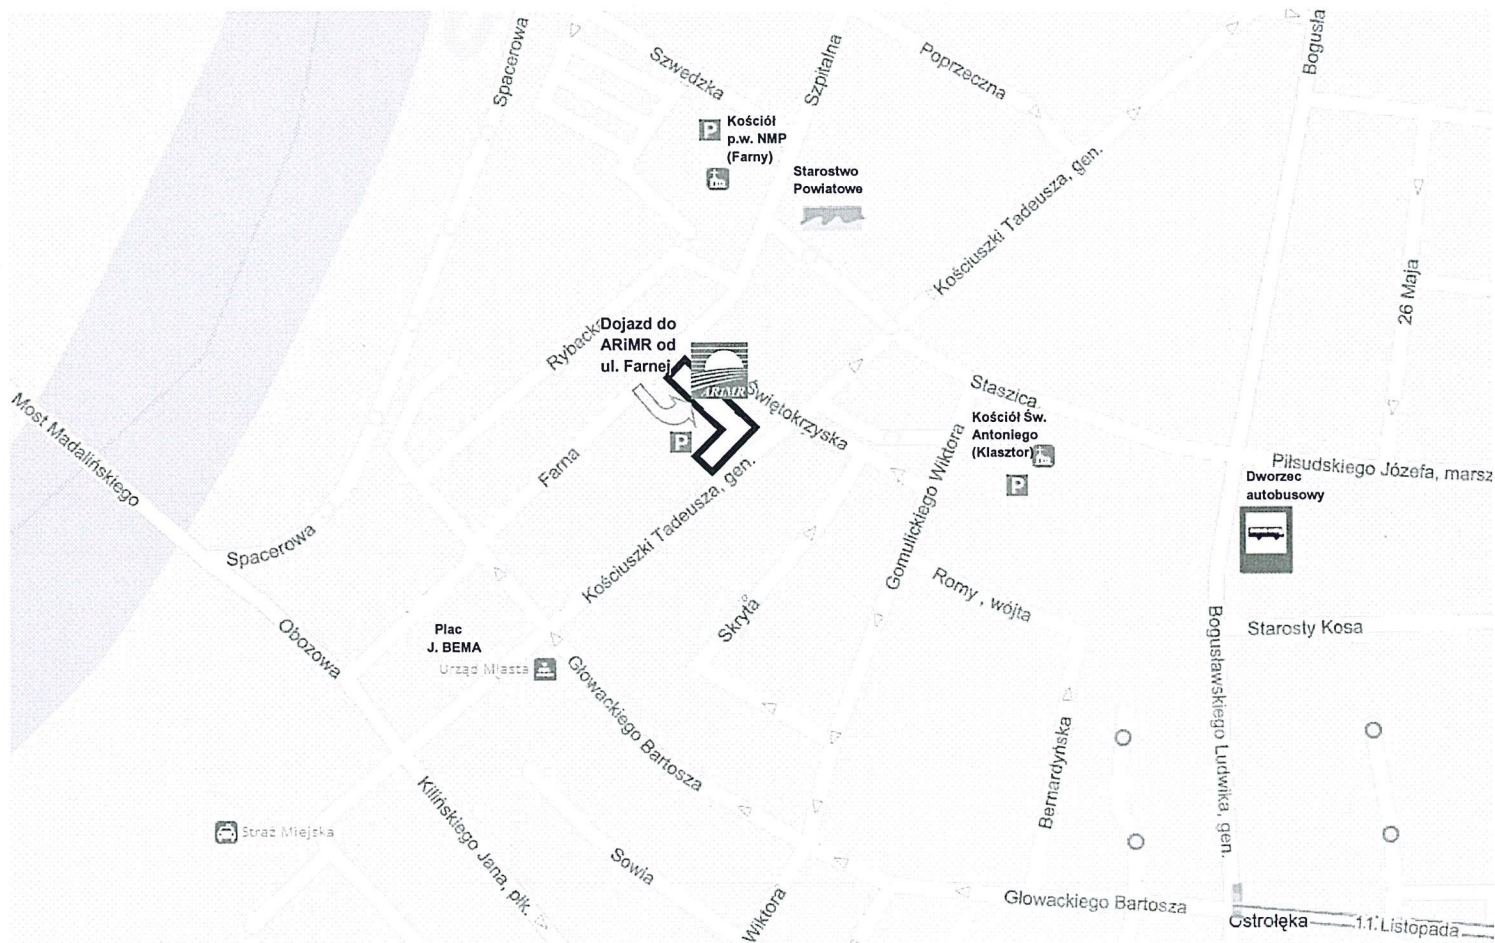 Spacerowa
Szwedzka
Szpitalna
Poprzeczna
Bogusła
P
Kościół
p.w. NMP
(Farny)
Starostwo
Powiatowe
Kościuszki Tadeusza, gen.
26 Maja
Rybacka
Dojazd do
ARiMR od
ul. Farnej
ARiMR
Świętokrzyska
Staszica
Kościół Św.
Antoniego
(Klasztor)
P
Most Madalińskiego
Farna
P
Kościuszki Tadeusza, gen.
Gomulickiego Wiktora
Piłsudskiego Józefa, marsz
Dworzec
autobusowy
Spacerowa
Romy , wójta
Skryta
Starosty Kosa
Obozowa
Plac
J. BEMA
Urząd Miasta
Głowackiego Bartosza
Bogusławskiego Ludwika, gen.
Bernardyńska
Straż Miejska
Kilińskiego Jana, płk.
Sowia
Wiktora
Głowackiego Bartosza
Ostrołęka
11 Listopada